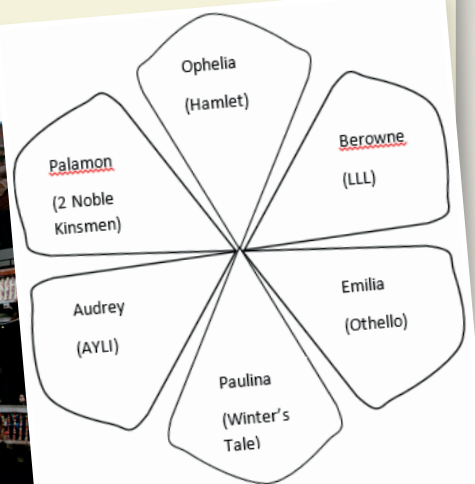 Ophelia
(Hamlet)
Berowne
(LLL)
Emilia
(Othello)
Paulina
(Winter's
Tale)
Audrey
(AYLI)
Palamon
(2 Noble
Kinsmen)